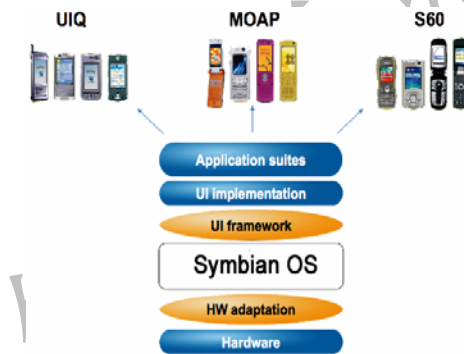 UIQ MOAP S60
Application suites
UI implementation
UI framework
Symbian OS
HW adaptation
Hardware